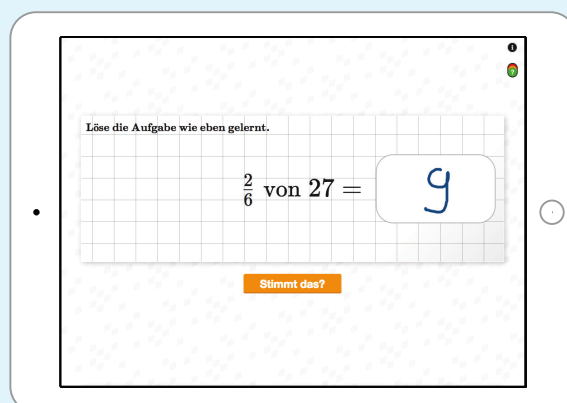 Löse die Aufgabe wie eben gelernt.
2/6 von 27 = 9
Stimmt das?